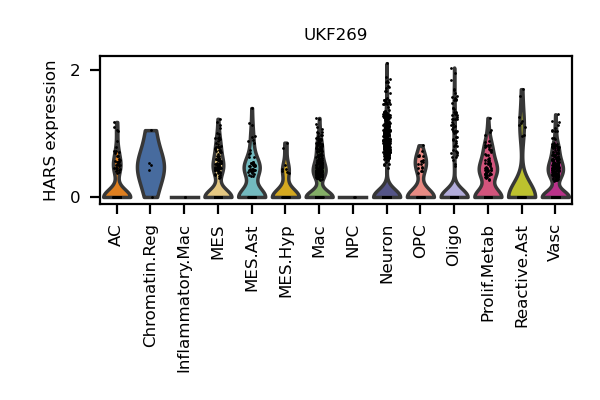 UKF269
HARS expression
2
0
AC
Chromatin.Reg
Inflammatory.Mac
MES
MES.Ast
MES.Hyp
Mac
NPC
Neuron
OPC
Oligo
Prolif.Metab
Reactive.Ast
Vasc